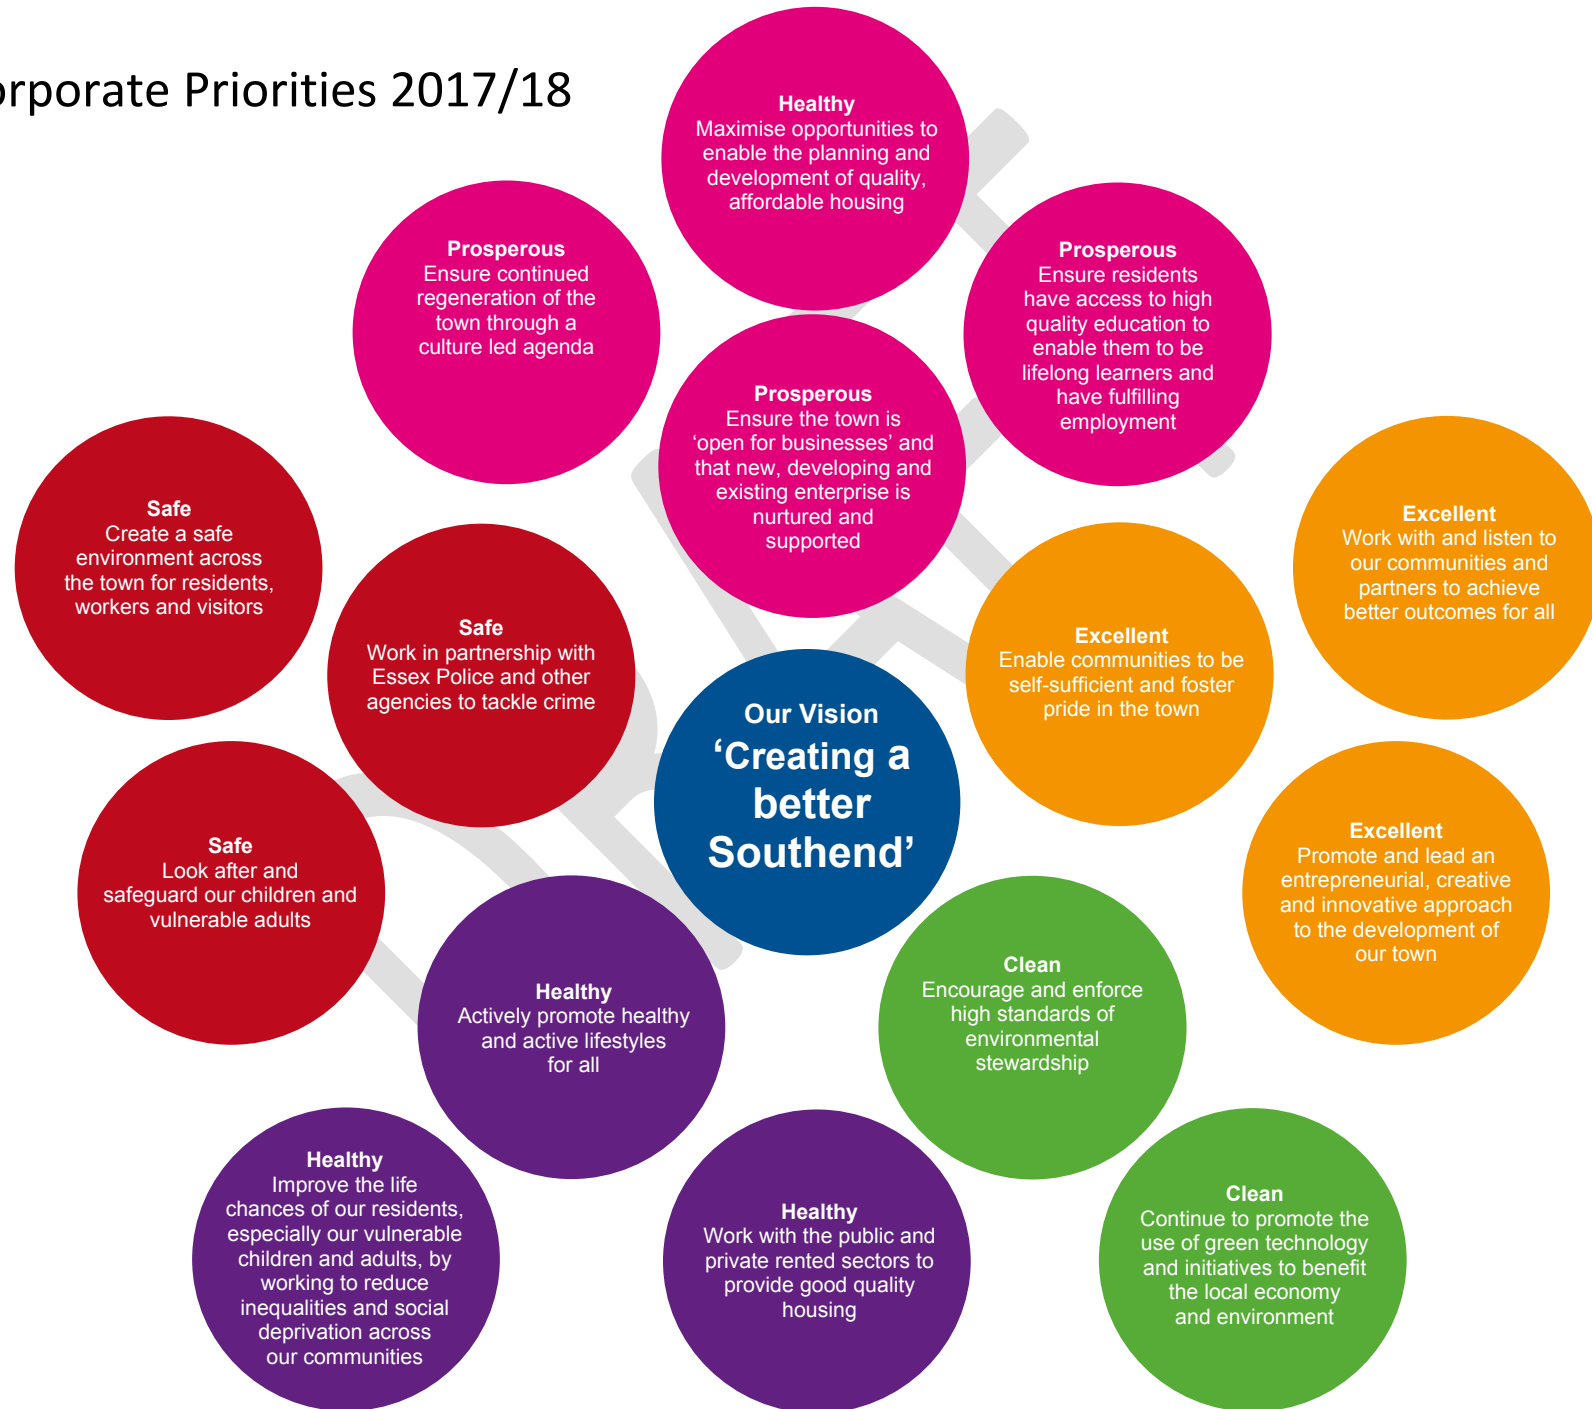 orporate Priorities 2017/18
Healthy
Maximise opportunities to
enable the planning and
development of quality,
affordable housing
Prosperous
Ensure continued
regeneration of the
town through a
culture led agenda
Prosperous
Ensure residents
have access to high
quality education to
enable them to be
lifelong learners and
have fulfilling
employment
Prosperous
Ensure the town is
‘open for businesses’ and
that new, developing and
existing enterprise is
nurtured and
supported
Safe
Create a safe
environment across
the town for residents,
workers and visitors
Safe
Work in partnership with
Essex Police and other
agencies to tackle crime
Safe
Look after and
safeguard our children and
vulnerable adults
Our Vision
‘Creating a
better
Southend’
Excellent
Work with and listen to
our communities and
partners to achieve
better outcomes for all
Excellent
Enable communities to be
self-sufficient and foster
pride in the town
Excellent
Promote and lead an
entrepreneurial, creative
and innovative approach
to the development of
our town
Healthy
Actively promote healthy
and active lifestyles
for all
Clean
Encourage and enforce
high standards of
environmental
stewardship
Healthy
Improve the life
chances of our residents,
especially our vulnerable
children and adults, by
working to reduce
inequalities and social
deprivation across
our communities
Healthy
Work with the public and
private rented sectors to
provide good quality
housing
Clean
Continue to promote the
use of green technology
and initiatives to benefit
the local economy
and environment